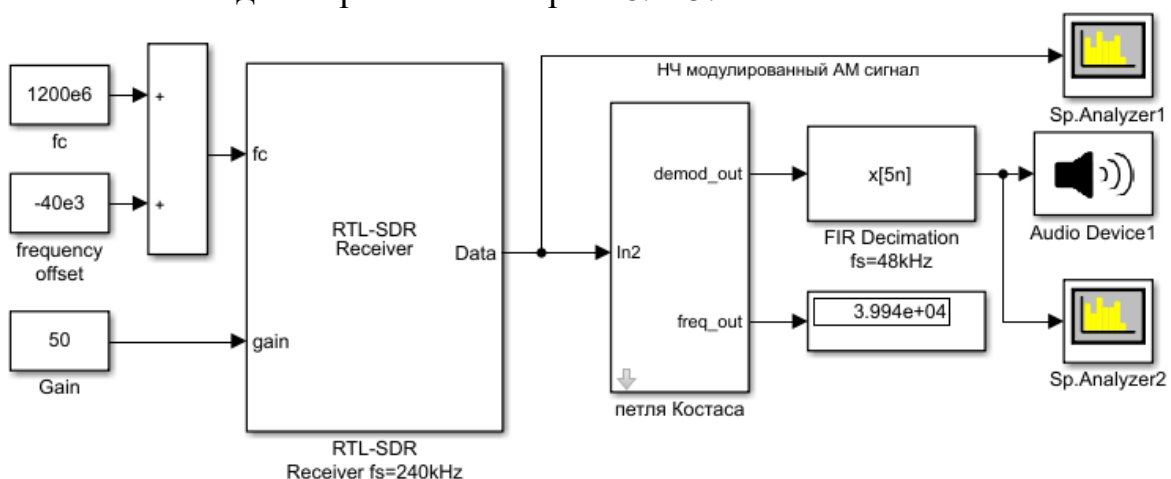 НЧ модулированный АМ сигнал
Sp.Analyzer1
1200e6
+
fc
fc
-40e3
+
frequency
offset
RTL-SDR
Receiver
Data
In2
demod_out
x[5n]
FIR Decimation
fs=48kHz
Audio Device1
50
gain
Gain
freq_out
3.994e+04
Sp.Analyzer2
петля Костаса
RTL-SDR
Receiver fs=240kHz